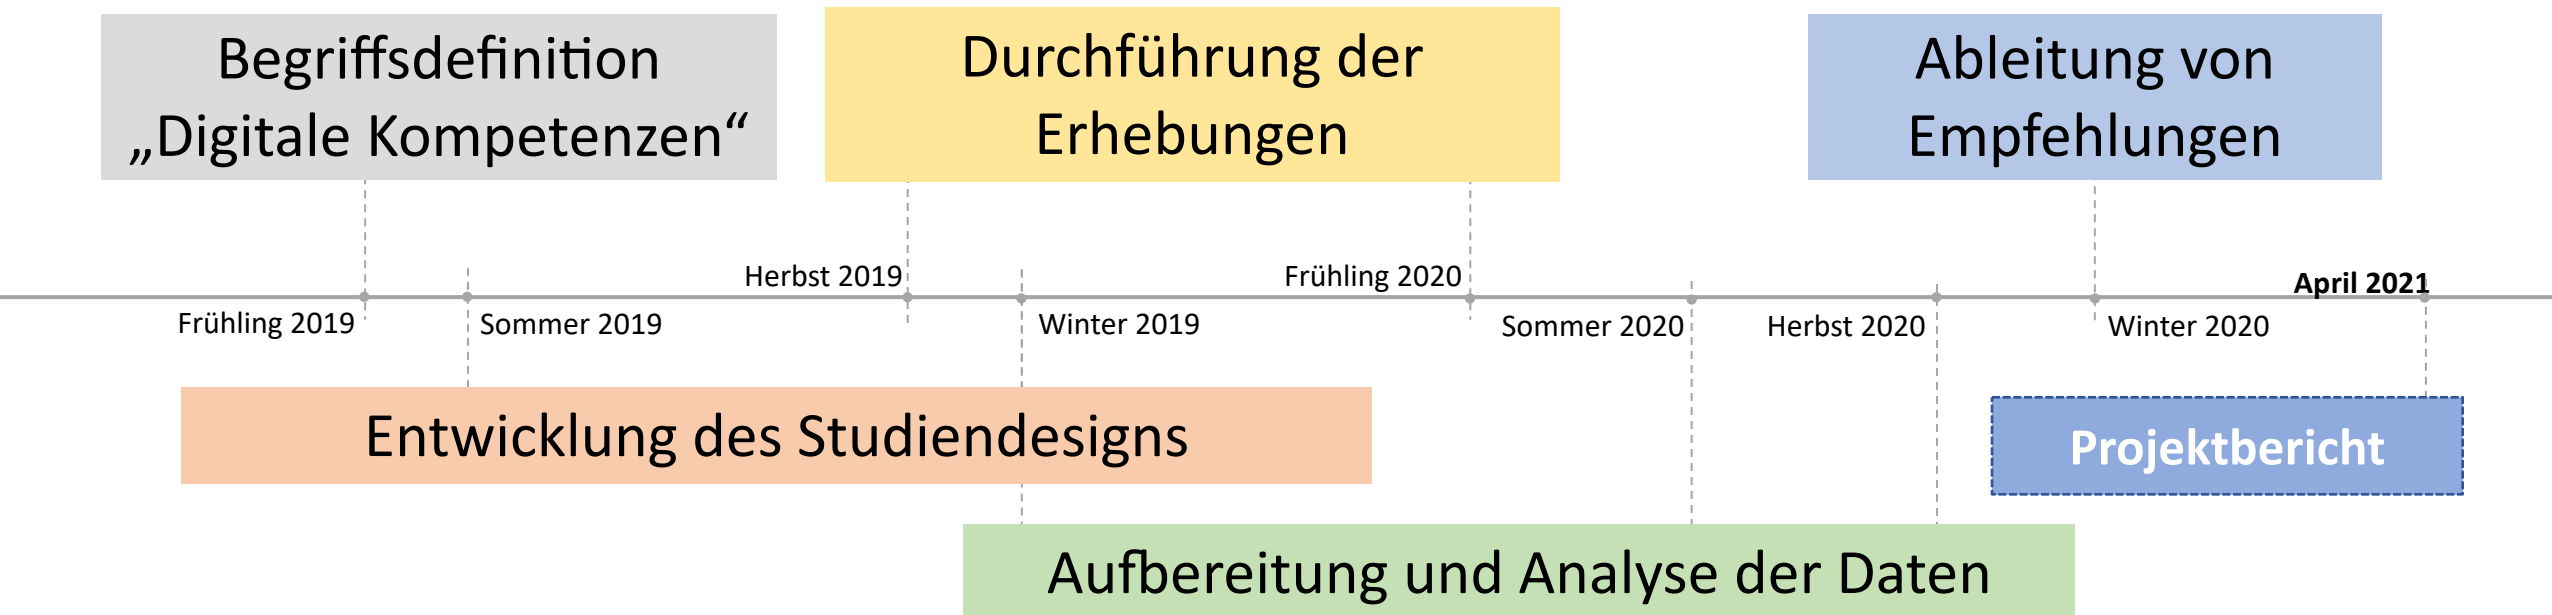 Begriffsdefinition
„Digitale Kompetenzen“
Durchführung der
Erhebungen
Ableitung von
Empfehlungen
Herbst 2019
Frühling 2020
April 2021
Frühling 2019
Sommer 2019
Winter 2019
Sommer 2020
Herbst 2020
Winter 2020
Entwicklung des Studiendesigns
Projektbericht
Aufbereitung und Analyse der Daten